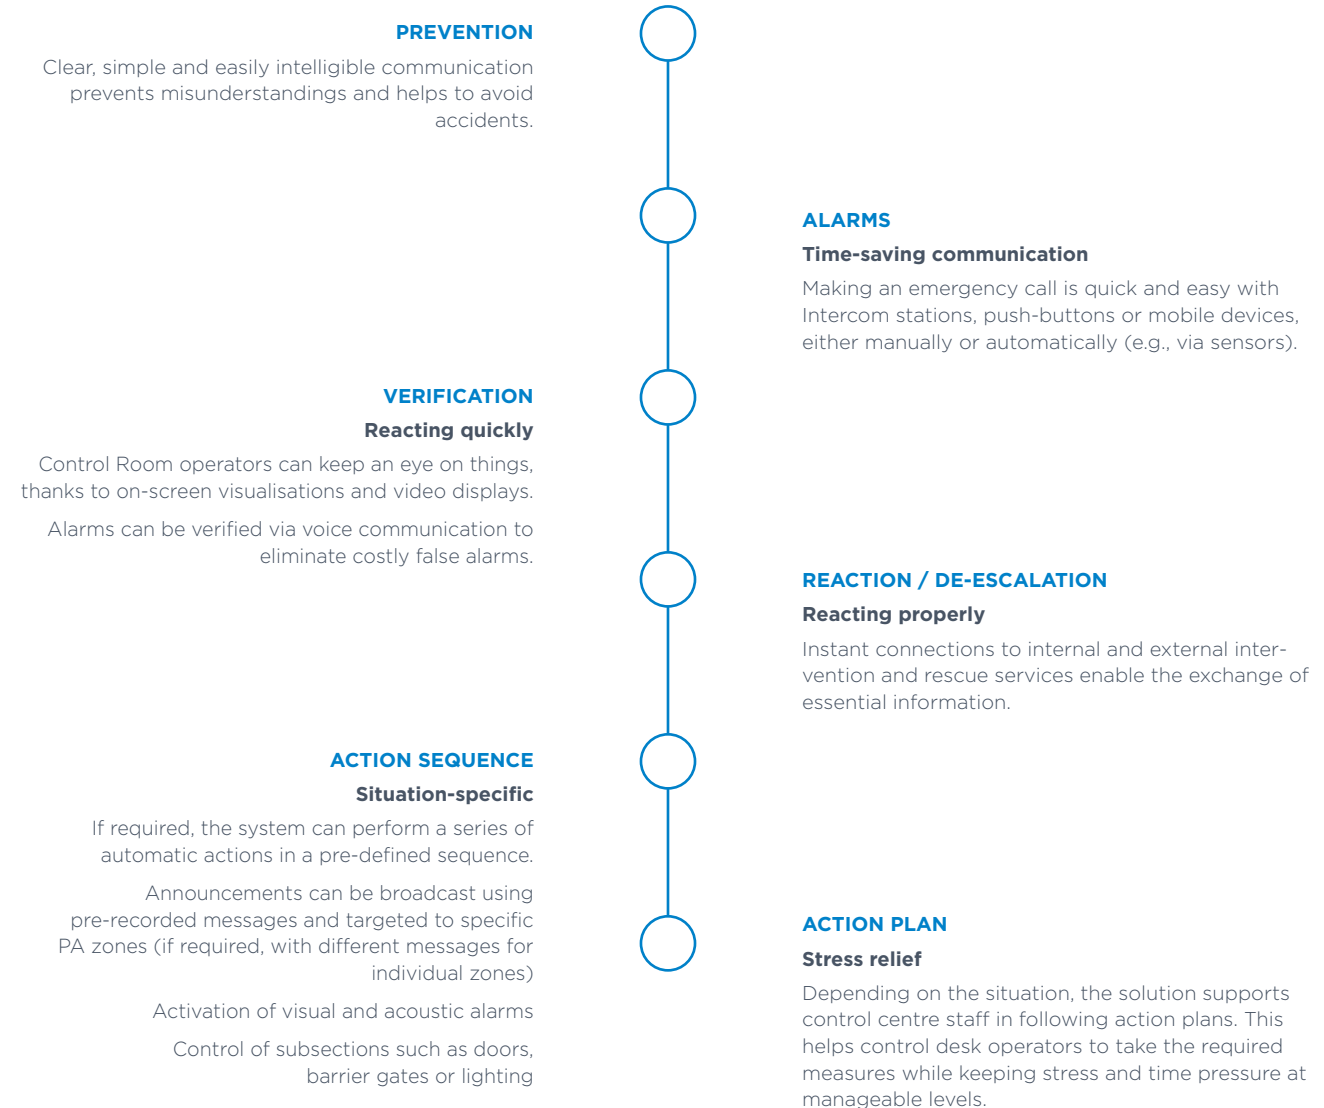 PREVENTION
Clear, simple and easily intelligible communication
prevents misunderstandings and helps to avoid
accidents.
ALARMS
Time-saving communication
Making an emergency call is quick and easy with
Intercom stations, push-buttons or mobile devices,
either manually or automatically (e.g., via sensors).
VERIFICATION
Reacting quickly
Control Room operators can keep an eye on things,
thanks to on-screen visualisations and video displays.
Alarms can be verified via voice communication to
eliminate costly false alarms.
REACTION / DE-ESCALATION
Reacting properly
Instant connections to internal and external inter-
vention and rescue services enable the exchange of
essential information.
ACTION SEQUENCE
Situation-specific
If required, the system can perform a series of
automatic actions in a pre-defined sequence.
Announcements can be broadcast using
pre-recorded messages and targeted to specific
PA zones (if required, with different messages for
individual zones)
Activation of visual and acoustic alarms
Control of subsections such as doors,
barrier gates or lighting
ACTION PLAN
Stress relief
Depending on the situation, the solution supports
control centre staff in following action plans. This
helps control desk operators to take the required
measures while keeping stress and time pressure at
manageable levels.